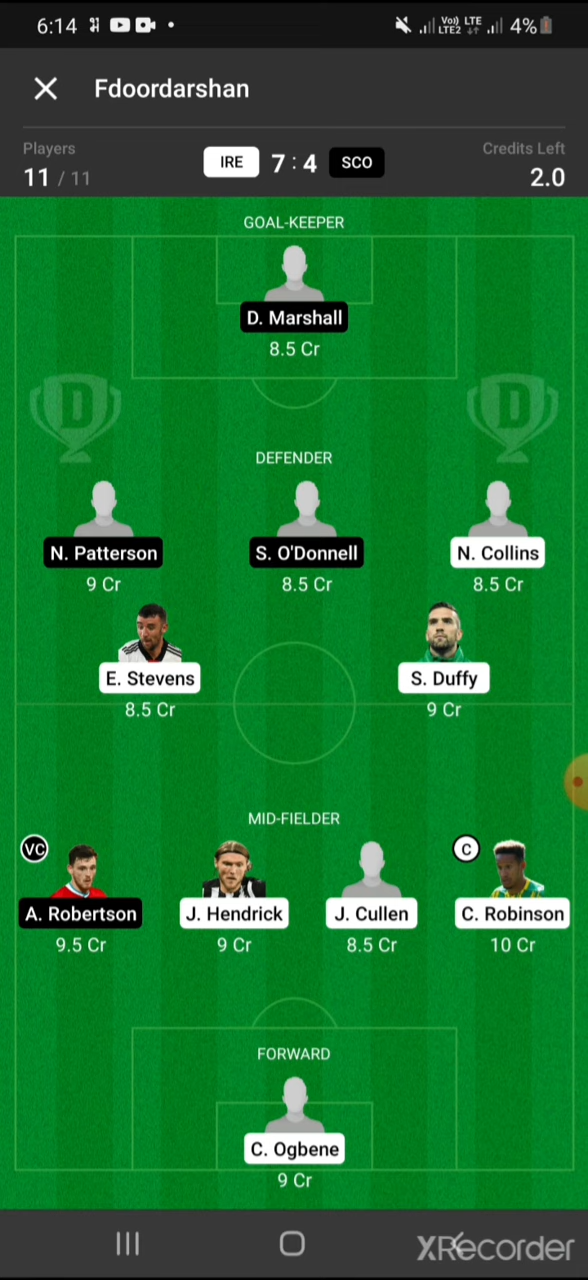 6:14 Vo) LTE LTE2 4%
Fdoordarshan
Players Credits Left
11 / 11 IRE 7 : 4 SCO 2.0
GOAL-KEEPER
D. Marshall
8.5 Cr
D D
DEFENDER
N. Patterson S. O'Donnell N. Collins
9 Cr 8.5 Cr 8.5 Cr
E. Stevens S. Duffy
8.5 Cr 9 Cr
MID-FIELDER
VC C
A. Robertson J. Hendrick J. Cullen C. Robinson
9.5 Cr 9 Cr 8.5 Cr 10 Cr
FORWARD
C. Ogbene
9 Cr
XRecorder